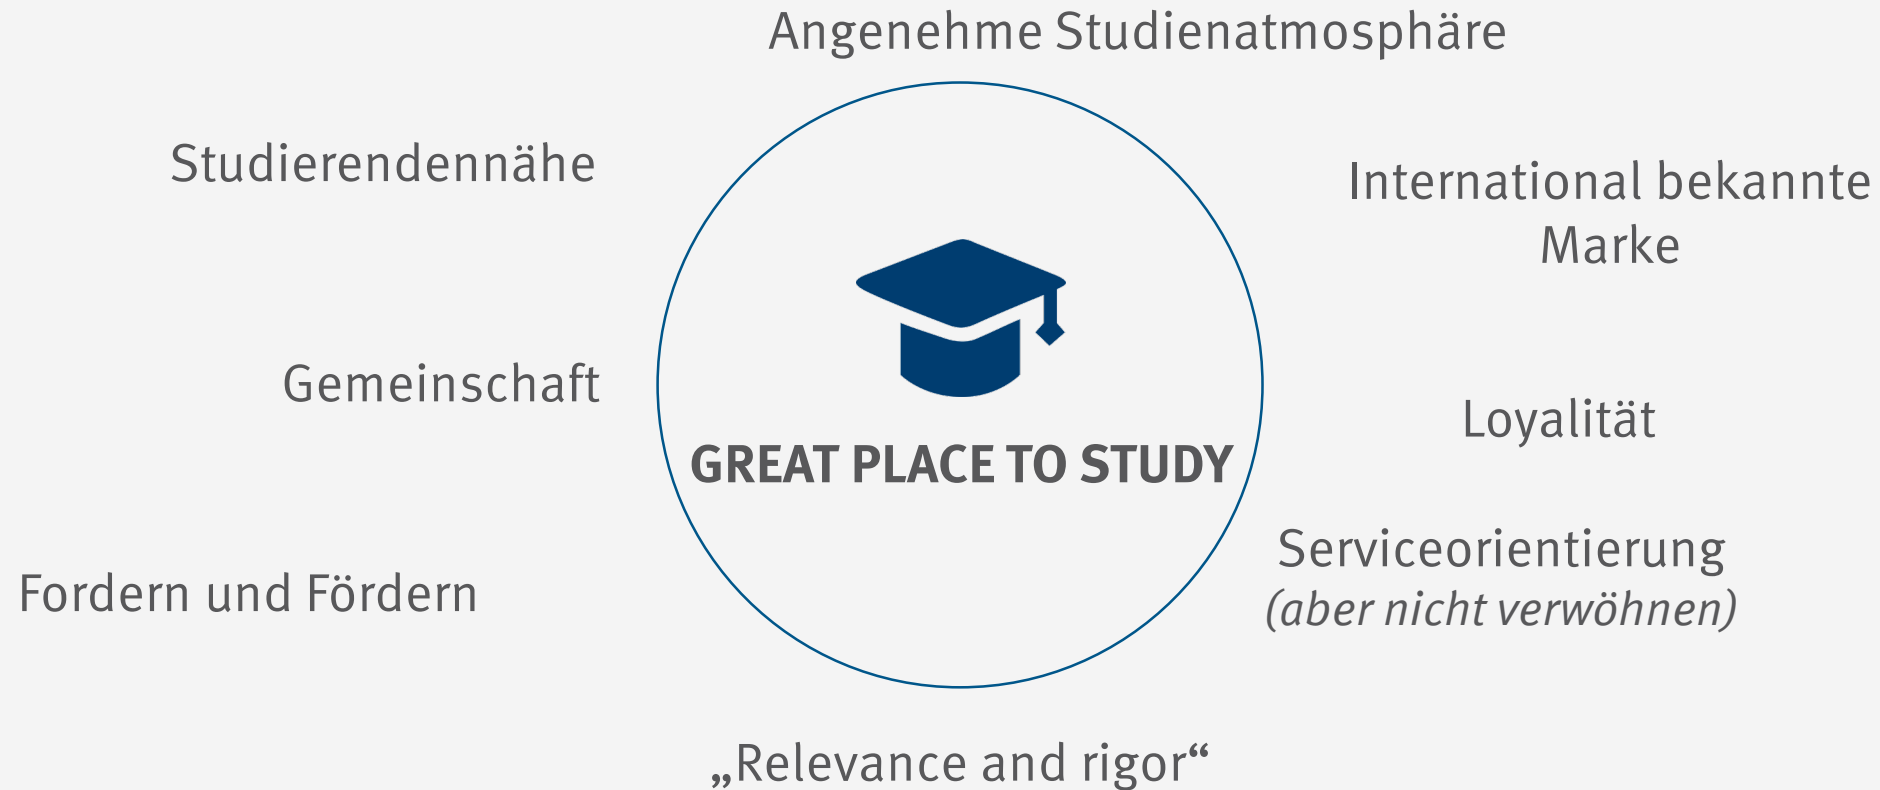 Angenehme Studienatmosphäre
Studierendennähe
International bekannte
Marke
Gemeinschaft
Loyalität
GREAT PLACE TO STUDY
Serviceorientierung
(aber nicht verwöhnen)
Fordern und Fördern
„Relevance and rigor“